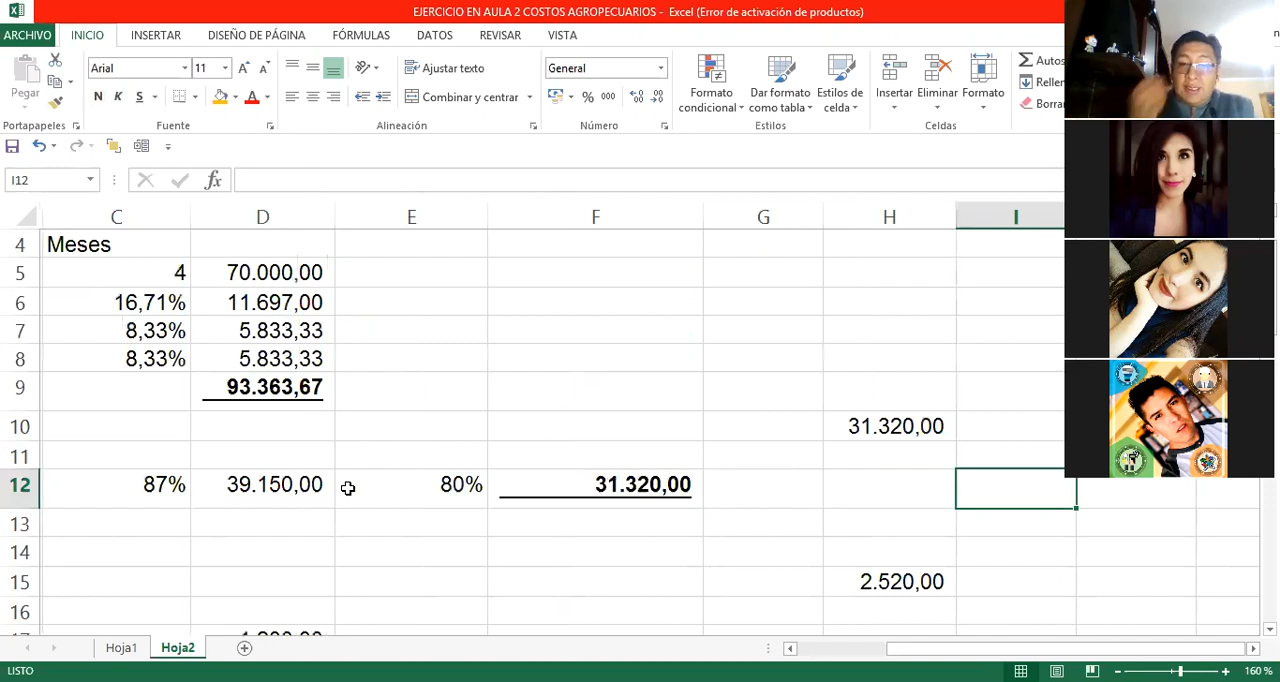 EJERCICIO EN AULA 2 COSTOS AGROPECUARIOS - Excel (Error de activación de productos)
ARCHIVO INICIO INSERTAR DISEÑO DE PÁGINA FÓRMULAS DATOS REVISAR VISTA
Arial 11 Ajustar texto General Autos
Pegar N K S Combinar y centrar % 000 Formato condicional Dar formato como tabla Estilos de celda Insertar Eliminar Formato Rellen
Borrar
Portapapeles Fuente Alineación Número Estilos Celdas
I12 fx
C D E F G H I
4 Meses
5 4 70.000,00
6 16,71% 11.697,00
7 8,33% 5.833,33
8 8,33% 5.833,33
9 93.363,67
10 31.320,00
11
12 87% 39.150,00 80% 31.320,00
13
14
15 2.520,00
16
Hoja1 Hoja2
LISTO 160 %